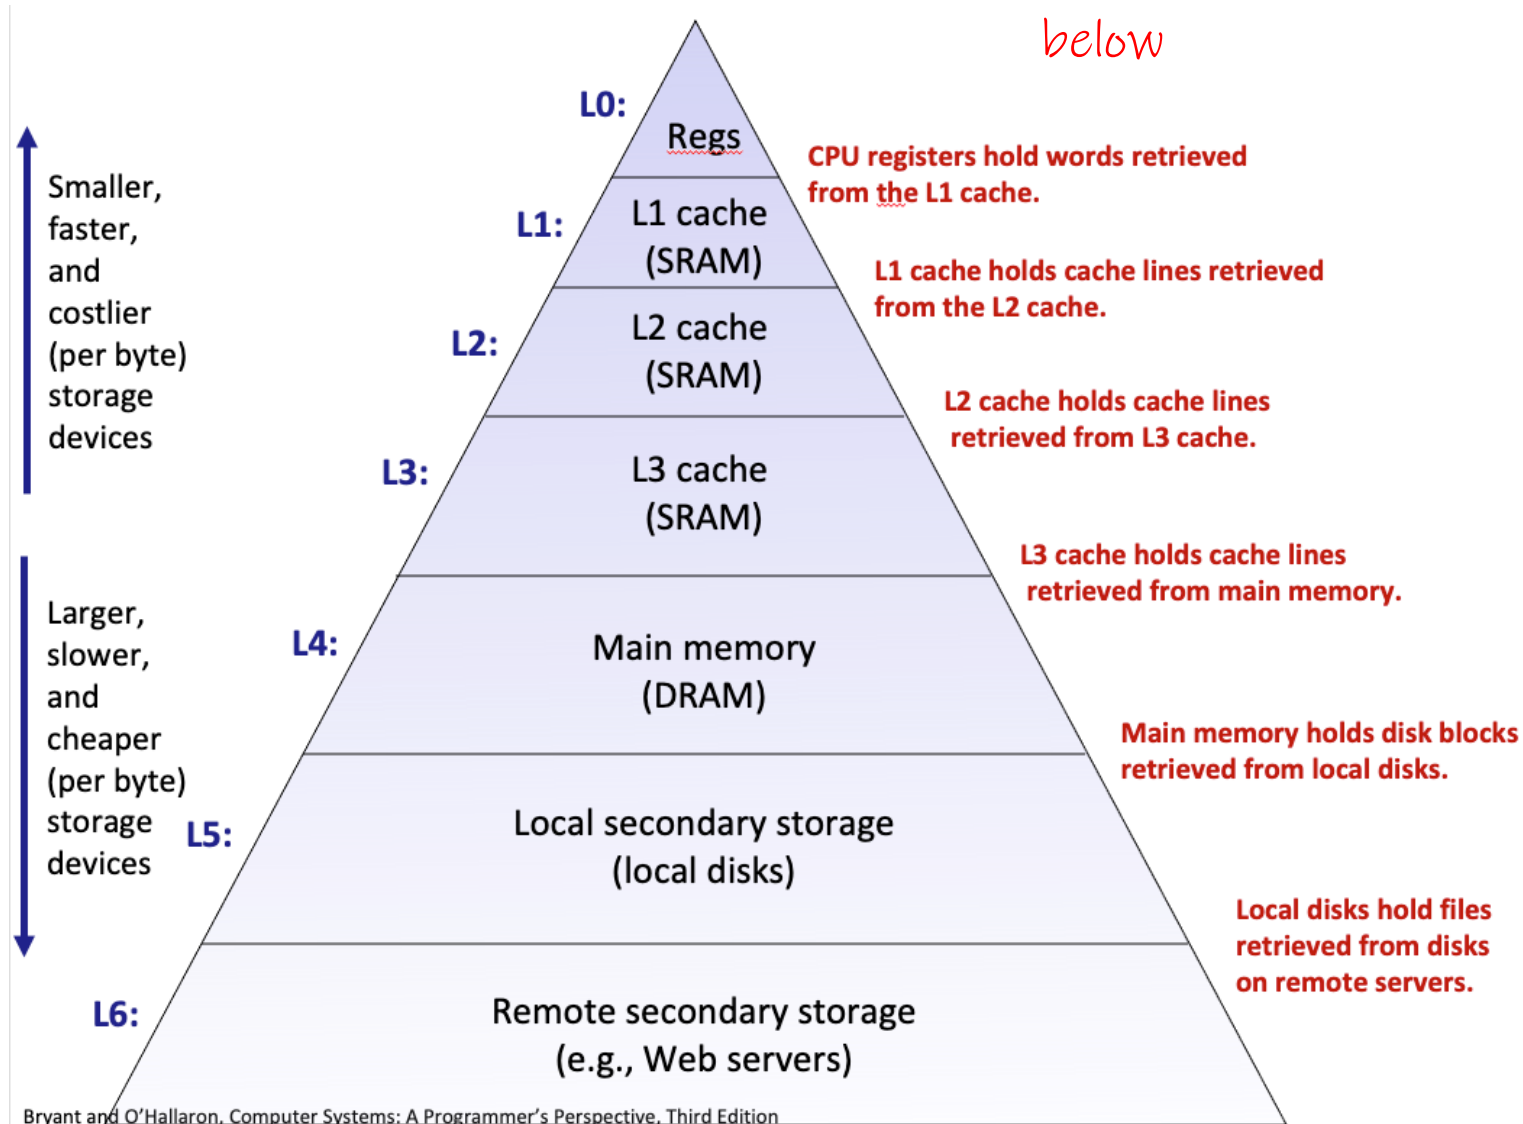 below
L0:
Regs
CPU registers hold words retrieved
from the L1 cache.
Smaller,
faster,
and
costlier
(per byte)
storage
devices
L1:
L1 cache
(SRAM)
L1 cache holds cache lines retrieved
from the L2 cache.
L2:
L2 cache
(SRAM)
L2 cache holds cache lines
retrieved from L3 cache.
L3:
L3 cache
(SRAM)
L3 cache holds cache lines
retrieved from main memory.
Larger,
slower,
and
cheaper
(per byte)
storage
devices
L4:
Main memory
(DRAM)
Main memory holds disk blocks
retrieved from local disks.
L5:
Local secondary storage
(local disks)
Local disks hold files
retrieved from disks
on remote servers.
L6:
Remote secondary storage
(e.g., Web servers)
Bryant and O'Hallaron, Computer Systems: A Programmer's Perspective, Third Edition